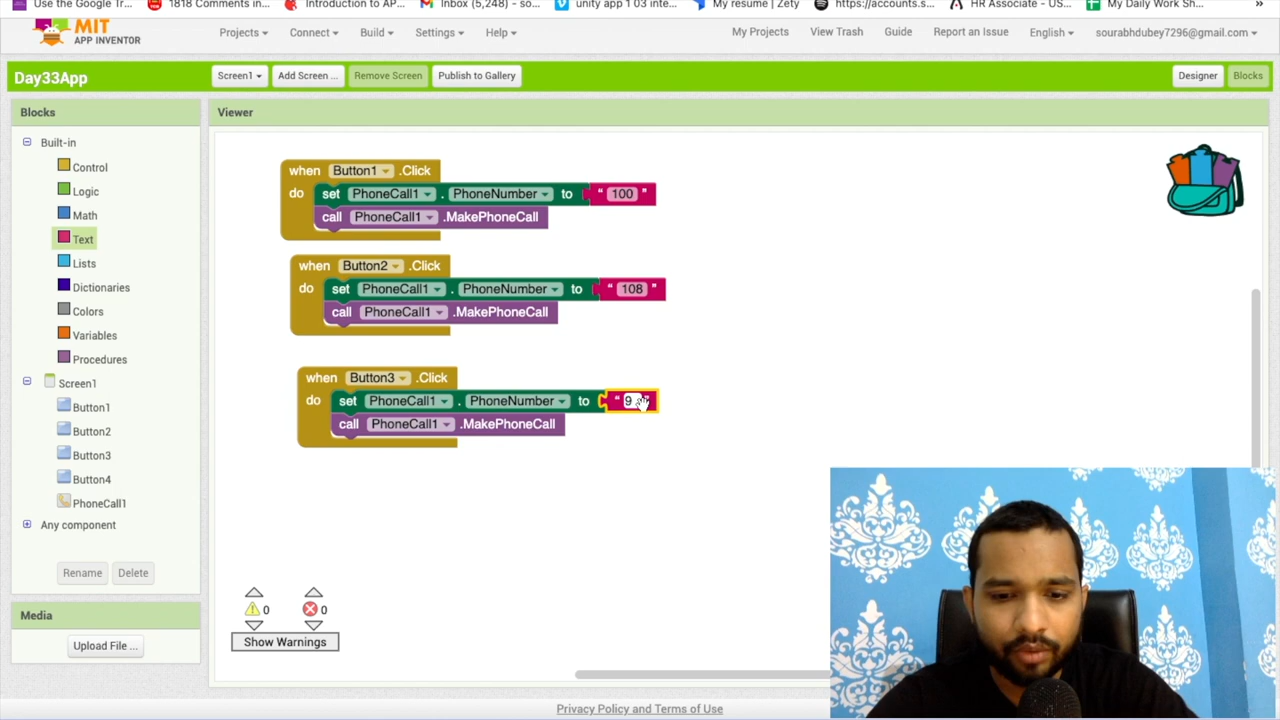 Use the Google Tr...
1818 Comments in...
Introduction to AP...
Inbox (5,248) - so...
unity app 1 03 inte...
My resume | Zety
https://accounts.s...
HR Associate - US...
My Daily Work Sh...
»
MIT
APP INVENTOR
Projects
Connect
Build
Settings
Help
My Projects
View Trash
Guide
Report an Issue
English
sourabhdubey7296@gmail.com
Day33App
Screen1
Add Screen ...
Remove Screen
Publish to Gallery
Designer
Blocks
Blocks
Built-in
Control
Logic
Math
Text
Lists
Dictionaries
Colors
Variables
Procedures
Screen1
Button1
Button2
Button3
Button4
PhoneCall1
Any component
Rename
Delete
Media
Upload File ...
Viewer
when Button1 .Click
do set PhoneCall1 . PhoneNumber to “ 100 ”
call PhoneCall1 .MakePhoneCall
when Button2 .Click
do set PhoneCall1 . PhoneNumber to “ 108 ”
call PhoneCall1 .MakePhoneCall
when Button3 .Click
do set PhoneCall1 . PhoneNumber to “ 9 ”
call PhoneCall1 .MakePhoneCall
0
0
Show Warnings
Privacy Policy and Terms of Use